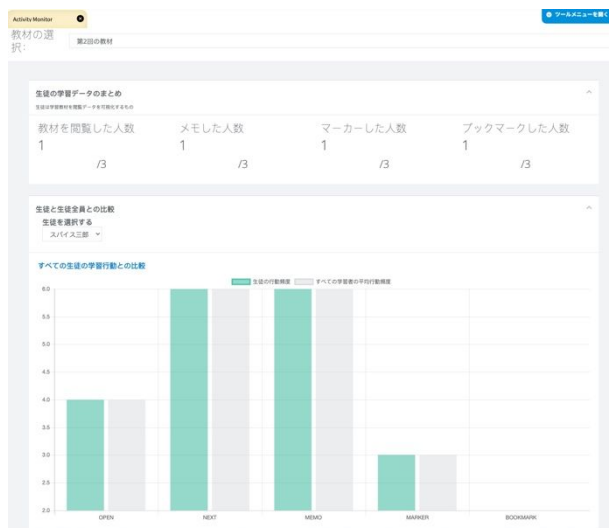 Activity Monitor
ツールメニューを開く
教材の選択:
第2回の教材
生徒の学習データのまとめ
教材を閲覧した人数
メモした人数
マーカーした人数
ブックマークした人数
1
1
1
1
/3
/3
/3
/3
生徒と生徒全員との比較
生徒を選択する
スパイス三郎
すべての生徒の学習行動との比較
生徒の行動頻度
すべての学習者の平均行動頻度
6.0
5.5
5.0
4.5
4.0
3.5
3.0
2.5
2.0
OPEN
NEXT
MEMO
MARKER
BOOKMARK